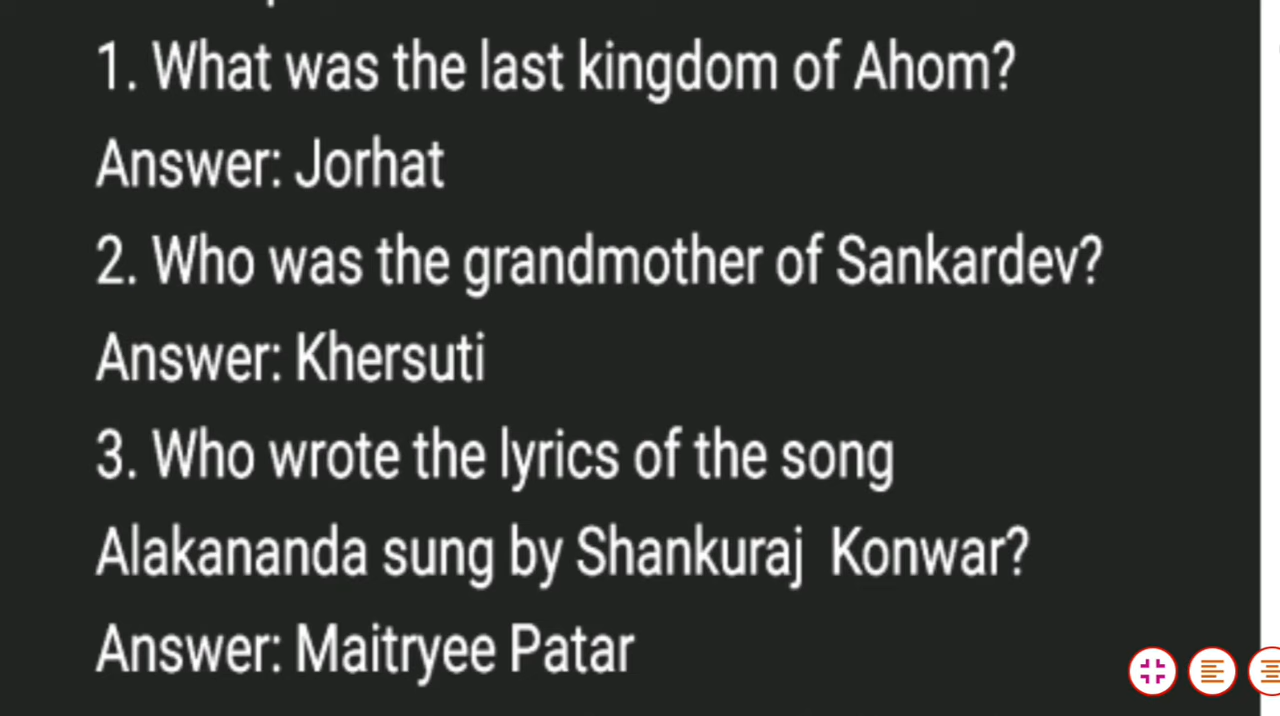 1. What was the last kingdom of Ahom?
Answer: Jorhat
2. Who was the grandmother of Sankardev?
Answer: Khersuti
3. Who wrote the lyrics of the song
Alakananda sung by Shankuraj Konwar?
Answer: Maitryee Patar